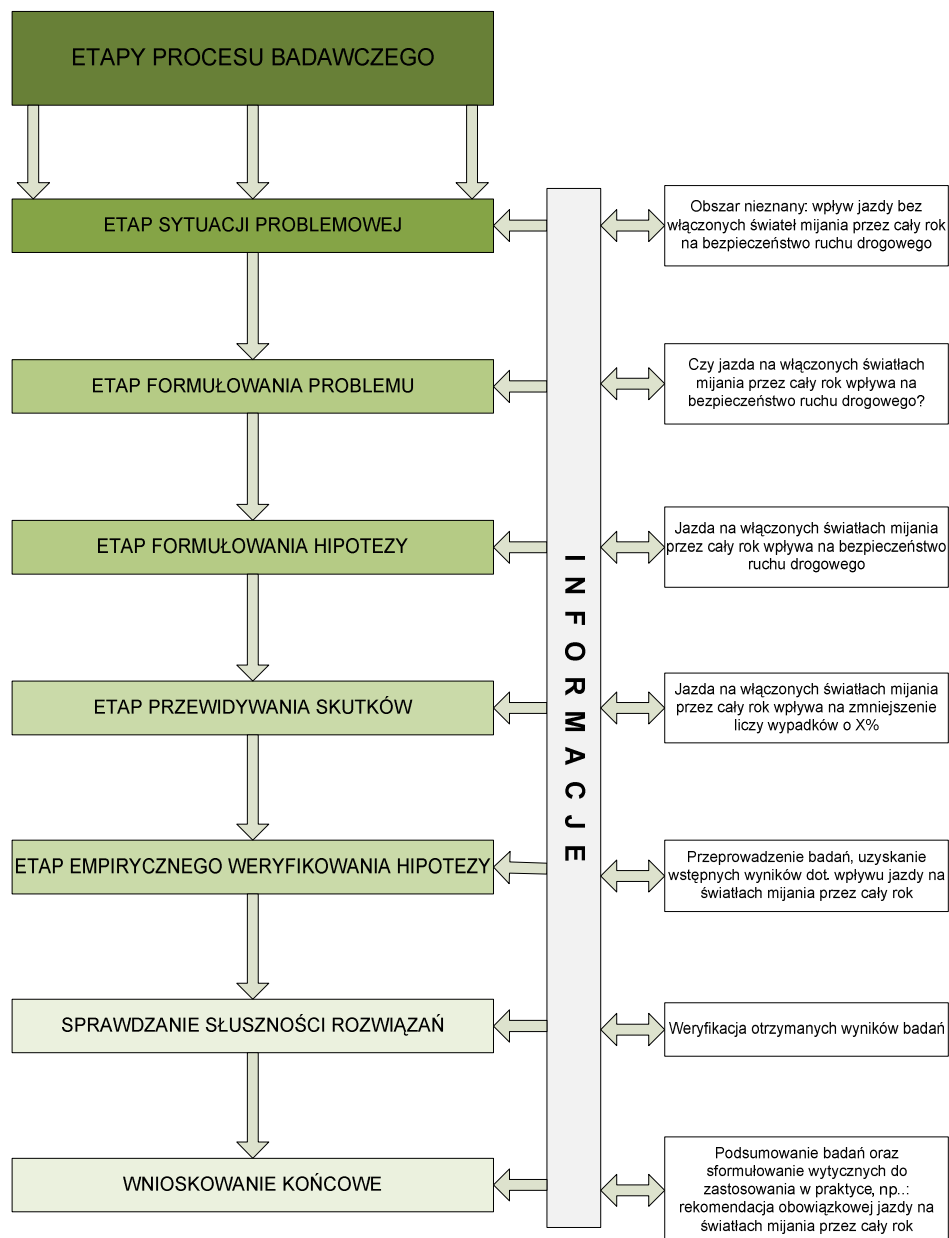 ETAPY PROCESU BADAWCZEGO
ETAP SYTUACJI PROBLEMOWEJ
Obszar nieznany: wpływ jazdy bez
włączonych świateł mijania przez cały rok
na bezpieczeństwo ruchu drogowego
ETAP FORMUŁOWANIA PROBLEMU
Czy jazda na włączonych światłach
mijania przez cały rok wpływa na
bezpieczeństwo ruchu drogowego?
ETAP FORMUŁOWANIA HIPOTEZY
Jazda na włączonych światłach mijania
przez cały rok wpływa na bezpieczeństwo
ruchu drogowego
ETAP PRZEWIDYWANIA SKUTKÓW
Jazda na włączonych światłach mijania
przez cały rok wpływa na zmniejszenie
liczy wypadków o X%
ETAP EMPIRYCZNEGO WERYFIKOWANIA HIPOTEZY
Przeprowadzenie badań, uzyskanie
wstępnych wyników dot. wpływu jazdy na
światłach mijania przez cały rok
SPRAWDZANIE SŁUSZNOŚCI ROZWIĄZAŃ
Weryfikacja otrzymanych wyników badań
WNIOSKOWANIE KOŃCOWE
Podsumowanie badań oraz
sformułowanie wytycznych do
zastosowania w praktyce, np..:
rekomendacja obowiązkowej jazdy na
światłach mijania przez cały rok
INFORMACJE